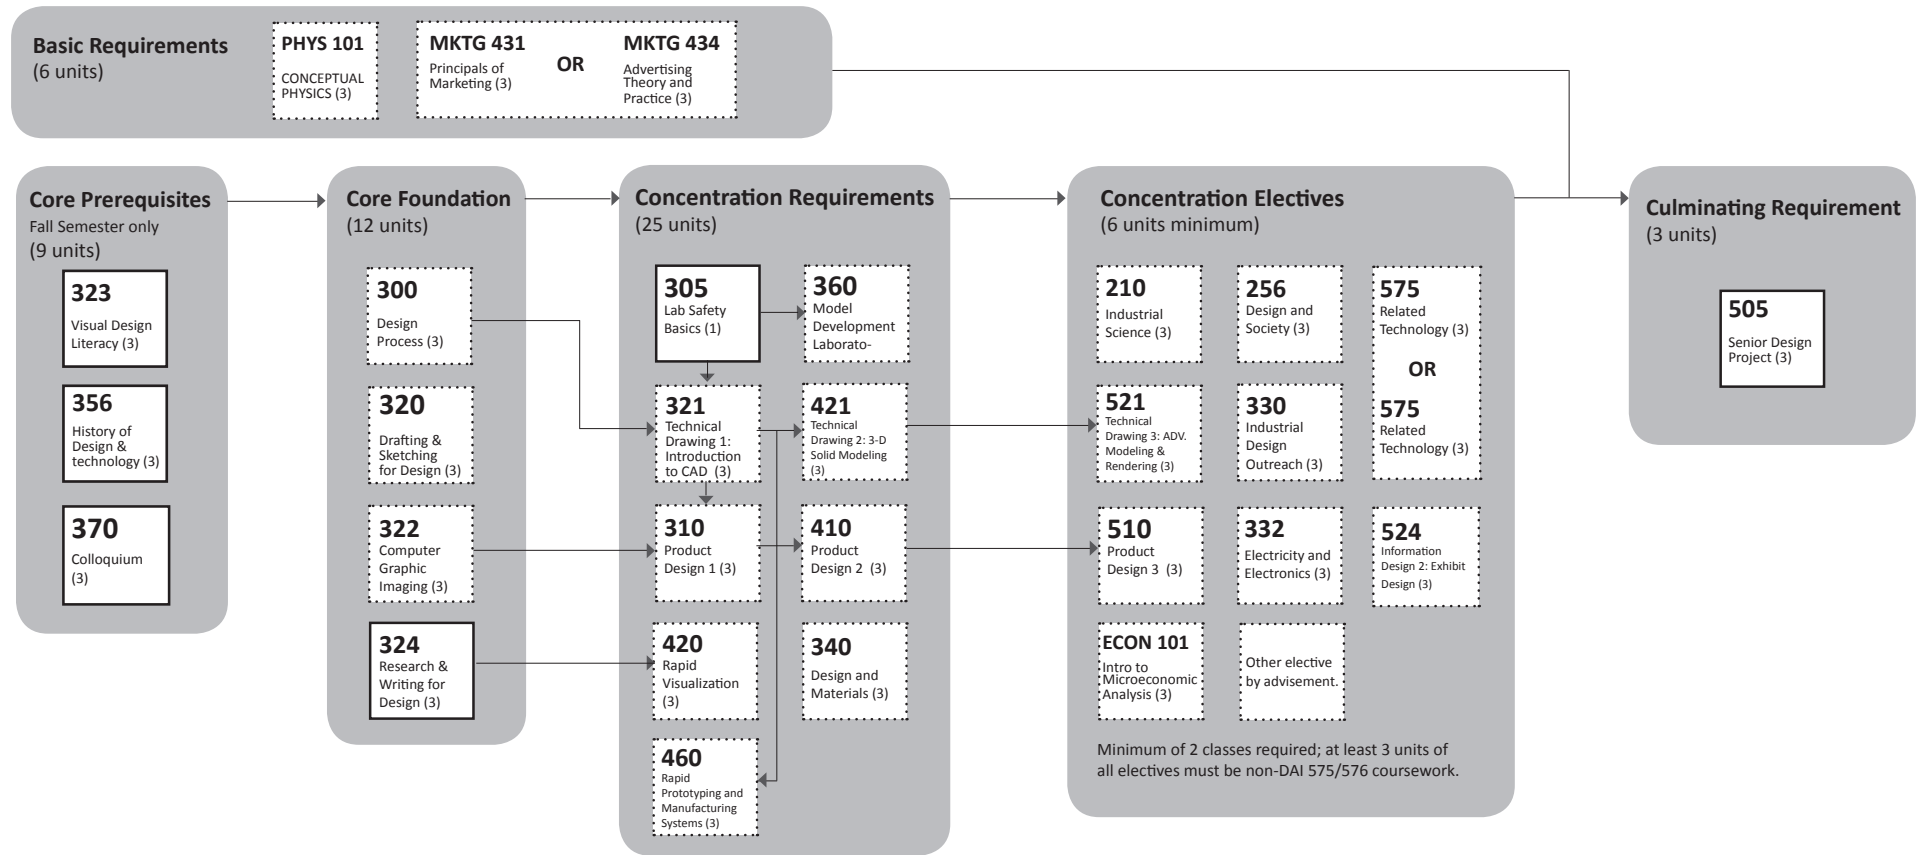 Basic Requirements
(6 units)
PHYS 101
CONCEPTUAL
PHYSICS (3)
MKTG 431
Principals of
Marketing (3)
OR
MKTG 434
Advertising
Theory and
Practice (3)
Core Prerequisites
Fall Semester only
(9 units)
323
Visual Design
Literacy (3)
356
History of
Design &
technology (3)
370
Colloquium
(3)
Core Foundation
(12 units)
300
Design
Process (3)
320
Drafting &
Sketching
for Design (3)
322
Computer
Graphic
Imaging (3)
324
Research &
Writing for
Design (3)
Concentration Requirements
(25 units)
305
Lab Safety
Basics (1)
360
Model
Development
Laborato-
321
Technical
Drawing 1:
Introduction
to CAD (3)
421
Technical
Drawing 2: 3-D
Solid Modeling
(3)
310
Product
Design 1 (3)
410
Product
Design 2 (3)
420
Rapid
Visualization
(3)
340
Design and
Materials (3)
460
Rapid
Prototyping and
Manufacturing
Systems (3)
Concentration Electives
(6 units minimum)
210
Industrial
Science (3)
256
Design and
Society (3)
575
Related
Technology (3)
OR
575
Related
Technology (3)
521
Technical
Drawing 3: ADV.
Modeling &
Rendering (3)
330
Industrial
Design
Outreach (3)
510
Product
Design 3 (3)
332
Electricity and
Electronics (3)
524
Information
Design 2: Exhibit
Design (3)
ECON 101
Intro to
Microeconomic
Analysis (3)
Other elective
by advisement.
Minimum of 2 classes required; at least 3 units of
all electives must be non-DAI 575/576 coursework.
Culminating Requirement
(3 units)
505
Senior Design
Project (3)